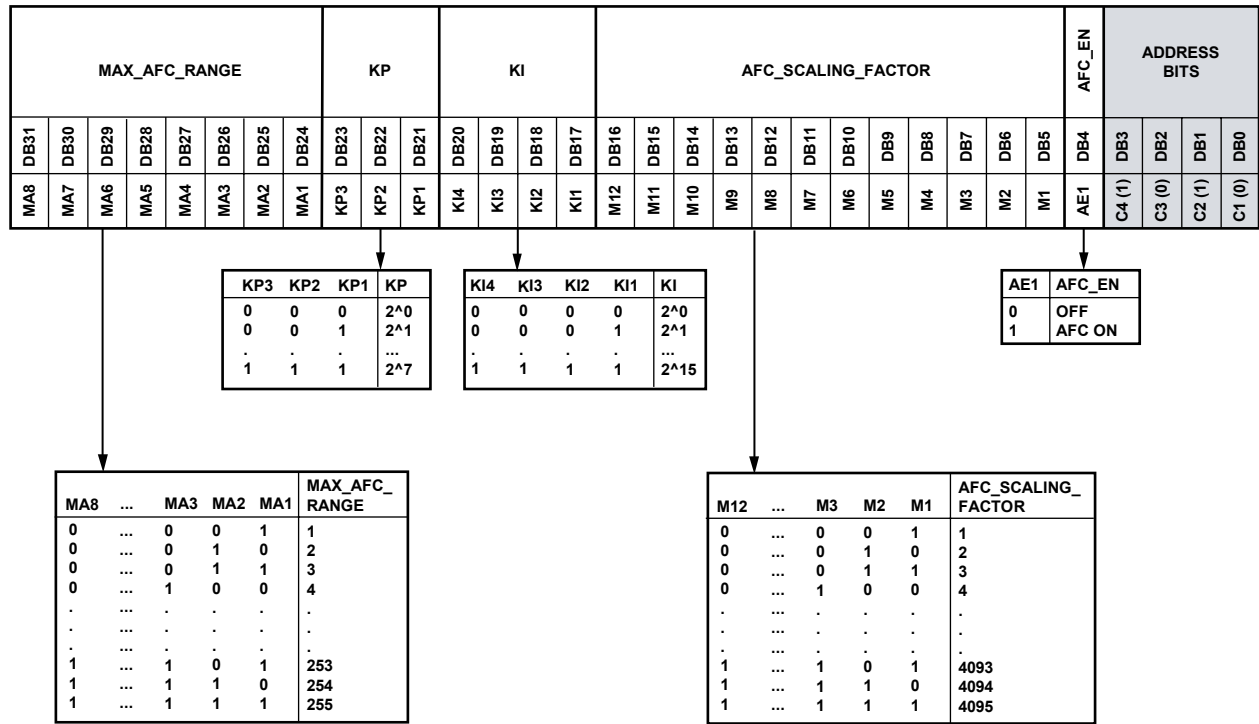 MAX_AFC_RANGE KP KI AFC_SCALING_FACTOR AFC_EN ADDRESS
BITS
DB31 DB30 DB29 DB28 DB27 DB26 DB25 DB24 DB23 DB22 DB21 DB20 DB19 DB18 DB17 DB16 DB15 DB14 DB13 DB12 DB11 DB10 DB9 DB8 DB7 DB6 DB5 DB4 DB3 DB2 DB1 DB0
MA8 MA7 MA6 MA5 MA4 MA3 MA2 MA1 KP3 KP2 KP1 KI4 KI3 KI2 KI1 M12 M11 M10 M9 M8 M7 M6 M5 M4 M3 M2 M1 AE1 C4 (1) C3 (0) C2 (1) C1 (0)
KP3 KP2 KP1 KP
0 0 0 2^0
0 0 1 2^1
. . . ...
1 1 1 2^7
KI4 KI3 KI2 KI1 KI
0 0 0 0 2^0
0 0 0 1 2^1
. . . . ...
1 1 1 1 2^15
AE1 AFC_EN
0 OFF
1 AFC ON
MA8 ... MA3 MA2 MA1 MAX_AFC_
RANGE
0 ... 0 0 1 1
0 ... 0 1 0 2
0 ... 0 1 1 3
0 ... 1 0 0 4
. ... . . . .
. ... . . . .
. ... . . . .
1 ... 1 0 1 253
1 ... 1 1 0 254
1 ... 1 1 1 255
M12 ... M3 M2 M1 AFC_SCALING_
FACTOR
0 ... 0 0 1 1
0 ... 0 1 0 2
0 ... 0 1 1 3
0 ... 1 0 0 4
. ... . . . .
. ... . . . .
. ... . . . .
1 ... 1 0 1 4093
1 ... 1 1 0 4094
1 ... 1 1 1 4095